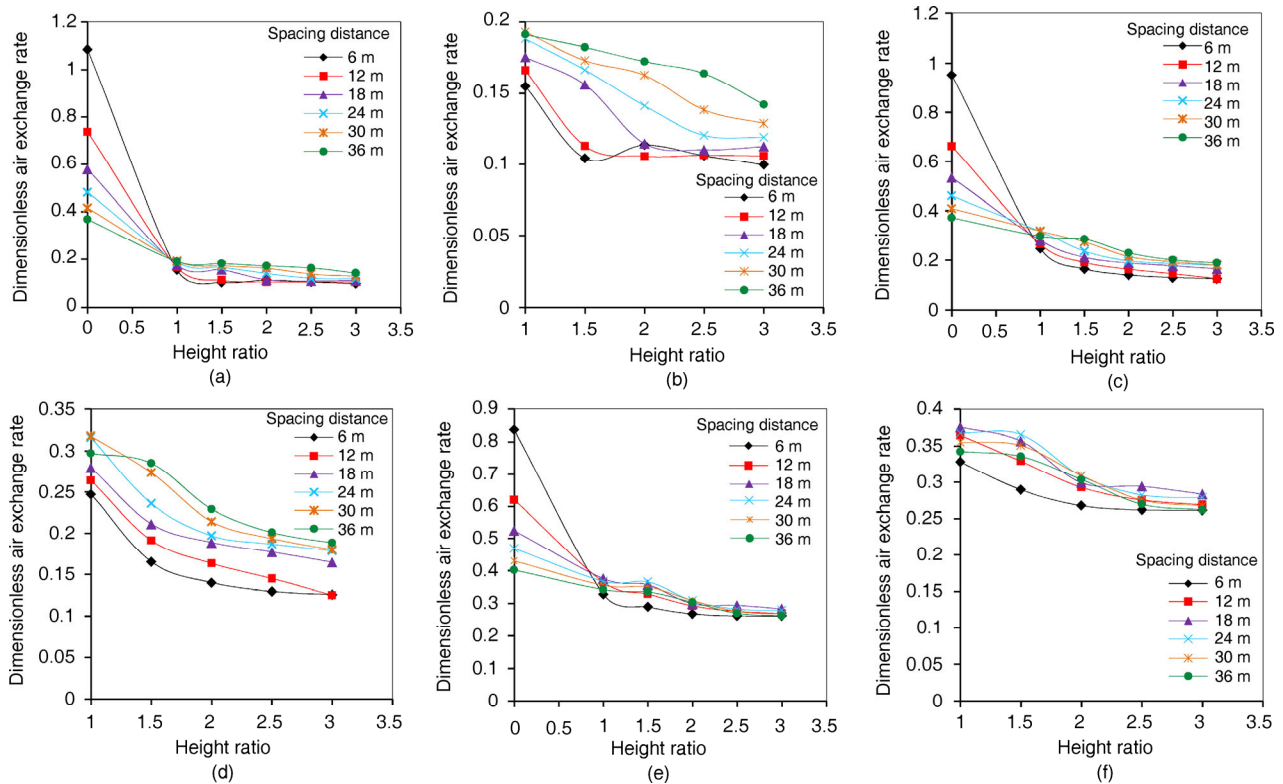 Dimensionless air exchange rate
1.2
1
0.8
0.6
0.4
0.2
0
0 0.5 1 1.5 2 2.5 3 3.5
Height ratio
(a)
Spacing distance
6 m
12 m
18 m
24 m
30 m
36 m
Dimensionless air exchange rate
0.2
0.15
0.1
0.05
0
1 1.5 2 2.5 3 3.5
Height ratio
(b)
Spacing distance
6 m
12 m
18 m
24 m
30 m
36 m
Dimensionless air exchange rate
1.2
1
0.8
0.6
0.4
0.2
0
0 0.5 1 1.5 2 2.5 3 3.5
Height ratio
(c)
Spacing distance
6 m
12 m
18 m
24 m
30 m
36 m
Dimensionless air exchange rate
0.35
0.3
0.25
0.2
0.15
0.1
0.05
0
1 1.5 2 2.5 3 3.5
Height ratio
(d)
Spacing distance
6 m
12 m
18 m
24 m
30 m
36 m
Dimensionless air exchange rate
0.9
0.8
0.7
0.6
0.5
0.4
0.3
0.2
0.1
0
0 0.5 1 1.5 2 2.5 3 3.5
Height ratio
(e)
Spacing distance
6 m
12 m
18 m
24 m
30 m
36 m
Dimensionless air exchange rate
0.4
0.35
0.3
0.25
0.2
0.15
0.1
0.05
0
1 1.5 2 2.5 3 3.5
Height ratio
(f)
Spacing distance
6 m
12 m
18 m
24 m
30 m
36 m